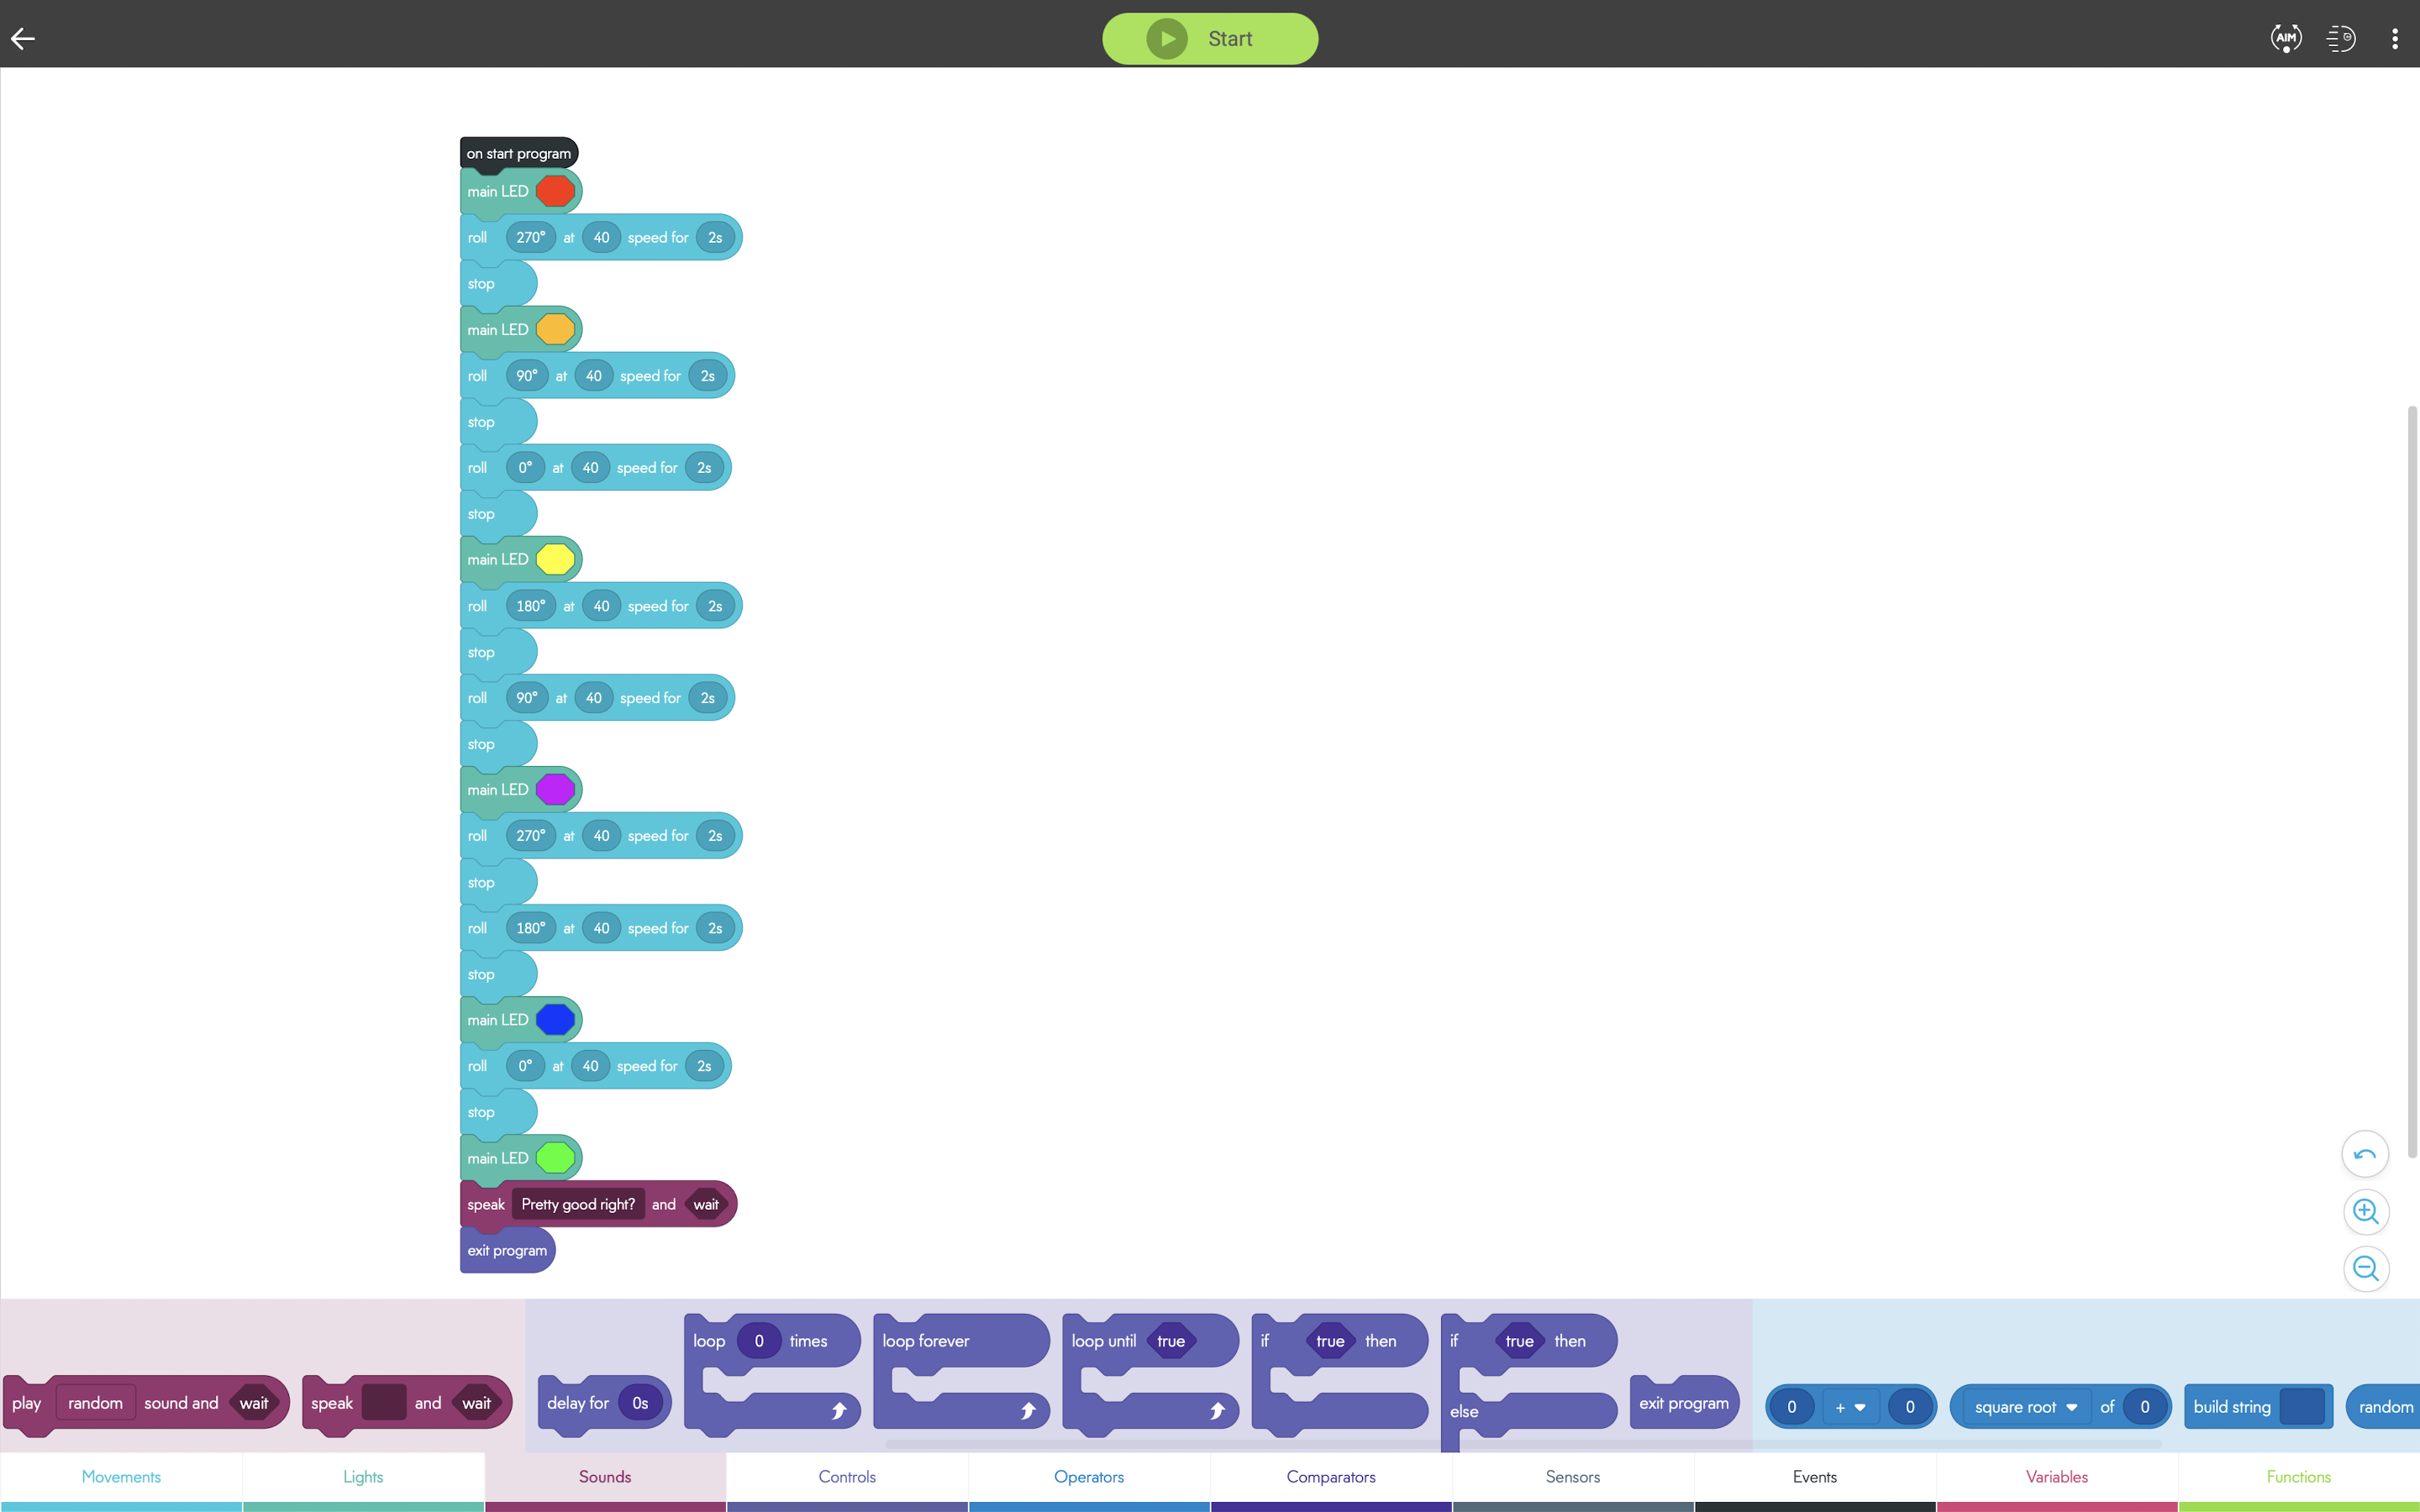 Start
AIM
on start program
main LED
roll 270° at 40 speed for 2s
stop
main LED
roll 90° at 40 speed for 2s
stop
roll 0° at 40 speed for 2s
stop
main LED
roll 180° at 40 speed for 2s
stop
roll 90° at 40 speed for 2s
stop
main LED
roll 270° at 40 speed for 2s
stop
roll 180° at 40 speed for 2s
stop
main LED
roll 0° at 40 speed for 2s
stop
main LED
speak Pretty good right? and wait
exit program
play random sound and wait
speak and wait
delay for 0s
loop 0 times
loop forever
loop until true
if true then
if true then
else
exit program
0 + 0
square root of 0
build string
random
Movements Lights Sounds Controls Operators Comparators Sensors Events Variables Functions